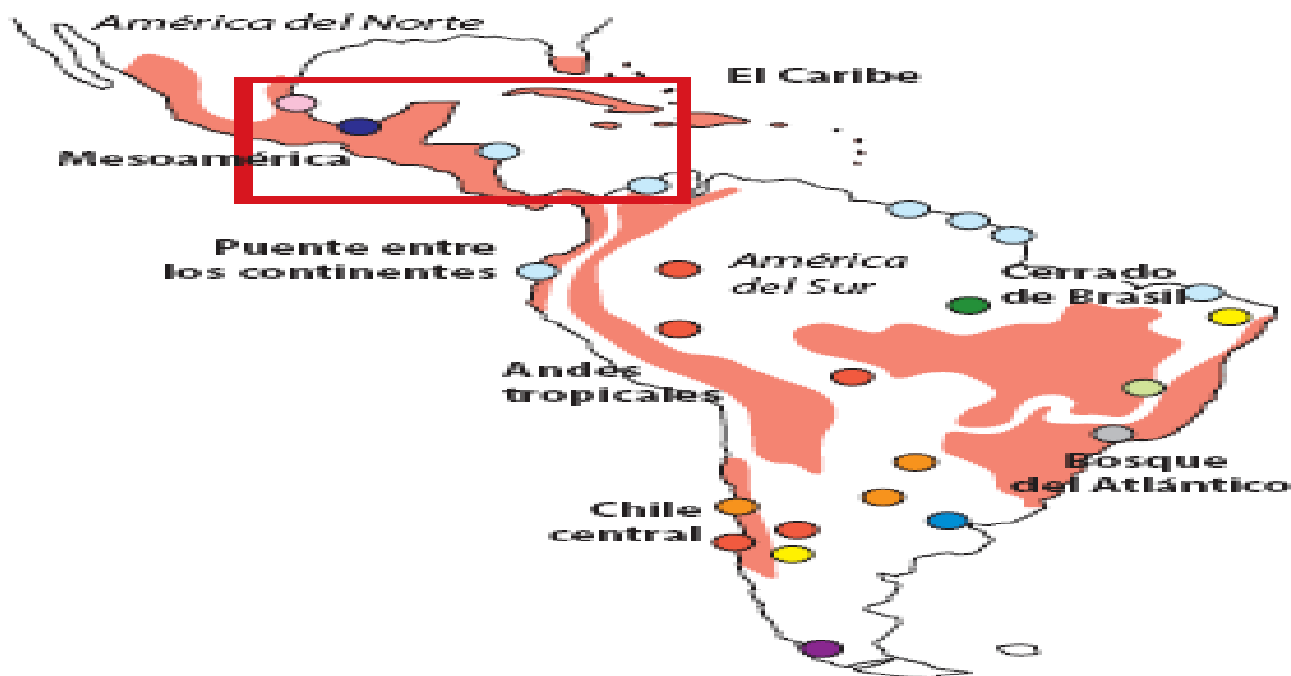 América del Norte
El Caribe
Mesoamérica
Puente entre
los continentes
América
del Sur
Cerrado
de Brasil
Andes
tropicales
Bosque
del Atlántico
Chile
central